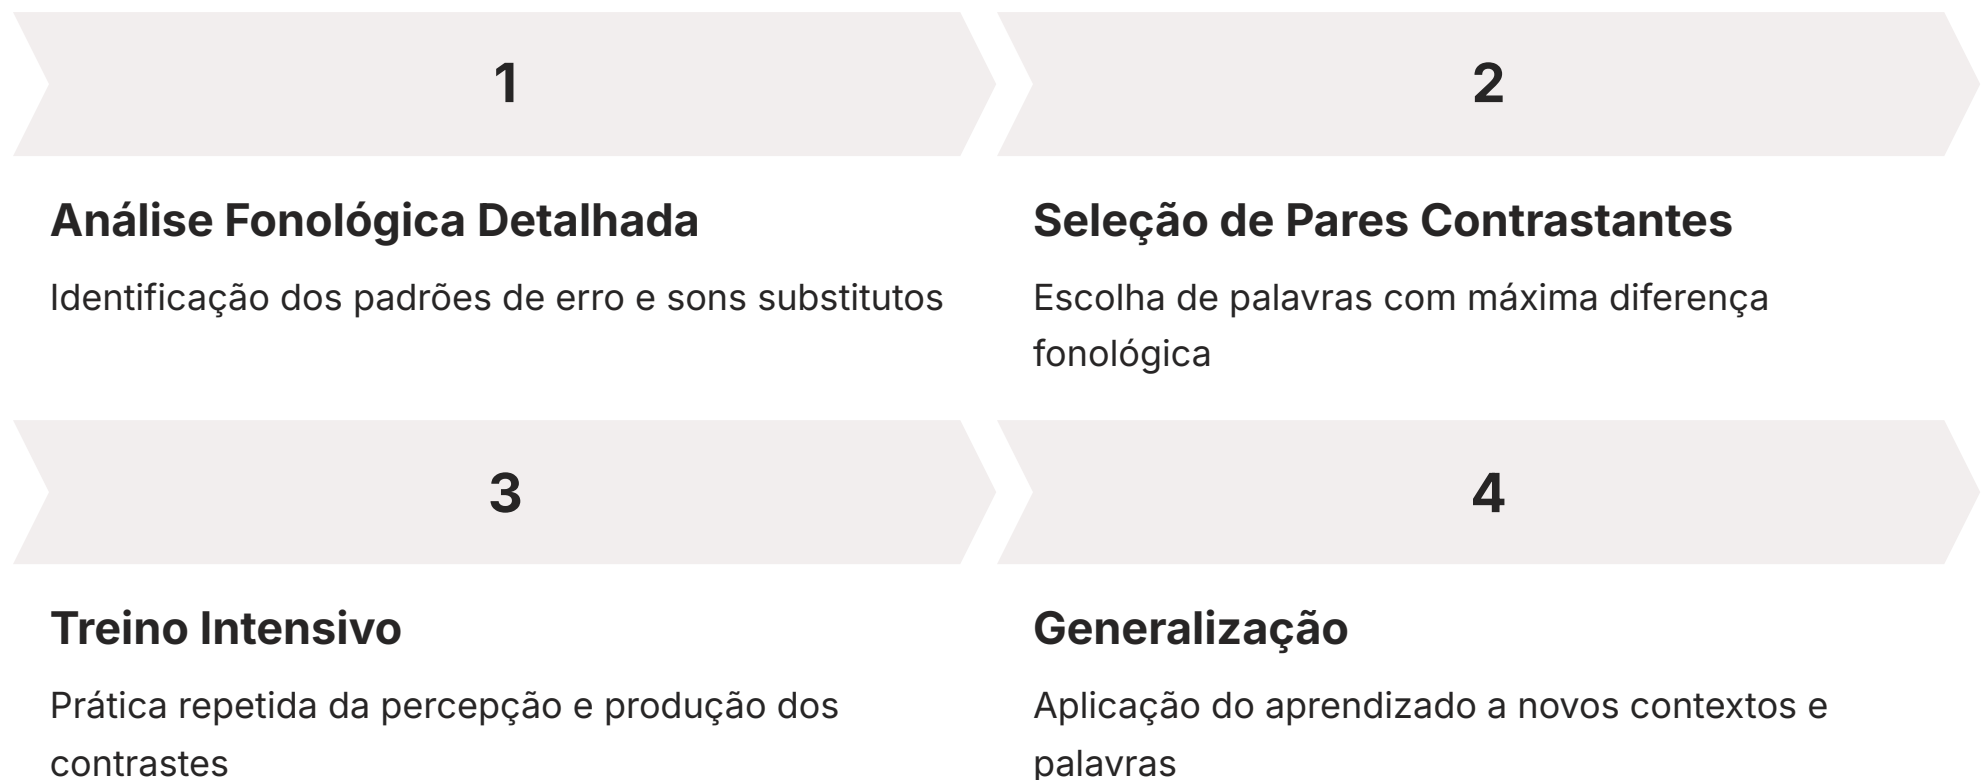 1
2
Análise Fonológica Detalhada
Identificação dos padrões de erro e sons substitutos
Seleção de Pares Contrastantes
Escolha de palavras com máxima diferença
fonológica
3
4
Treino Intensivo
Prática repetida da percepção e produção dos
contrastes
Generalização
Aplicação do aprendizado a novos contextos e
palavras